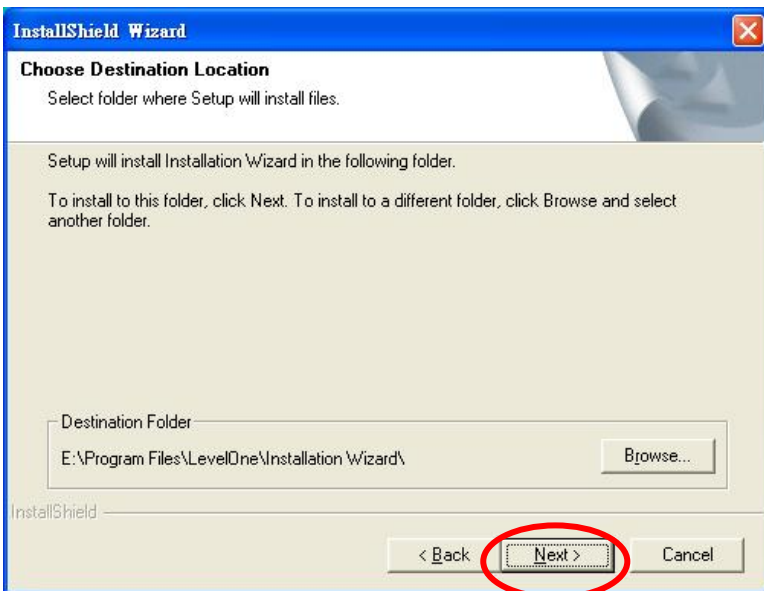 InstallShield Wizard
Choose Destination Location
Select folder where Setup will install files.
Setup will install Installation Wizard in the following folder.
To install to this folder, click Next. To install to a different folder, click Browse and select
another folder.
Destination Folder
E:\Program Files\LevelOne\Installation Wizard\
Browse...
InstallShield
< Back
Next >
Cancel